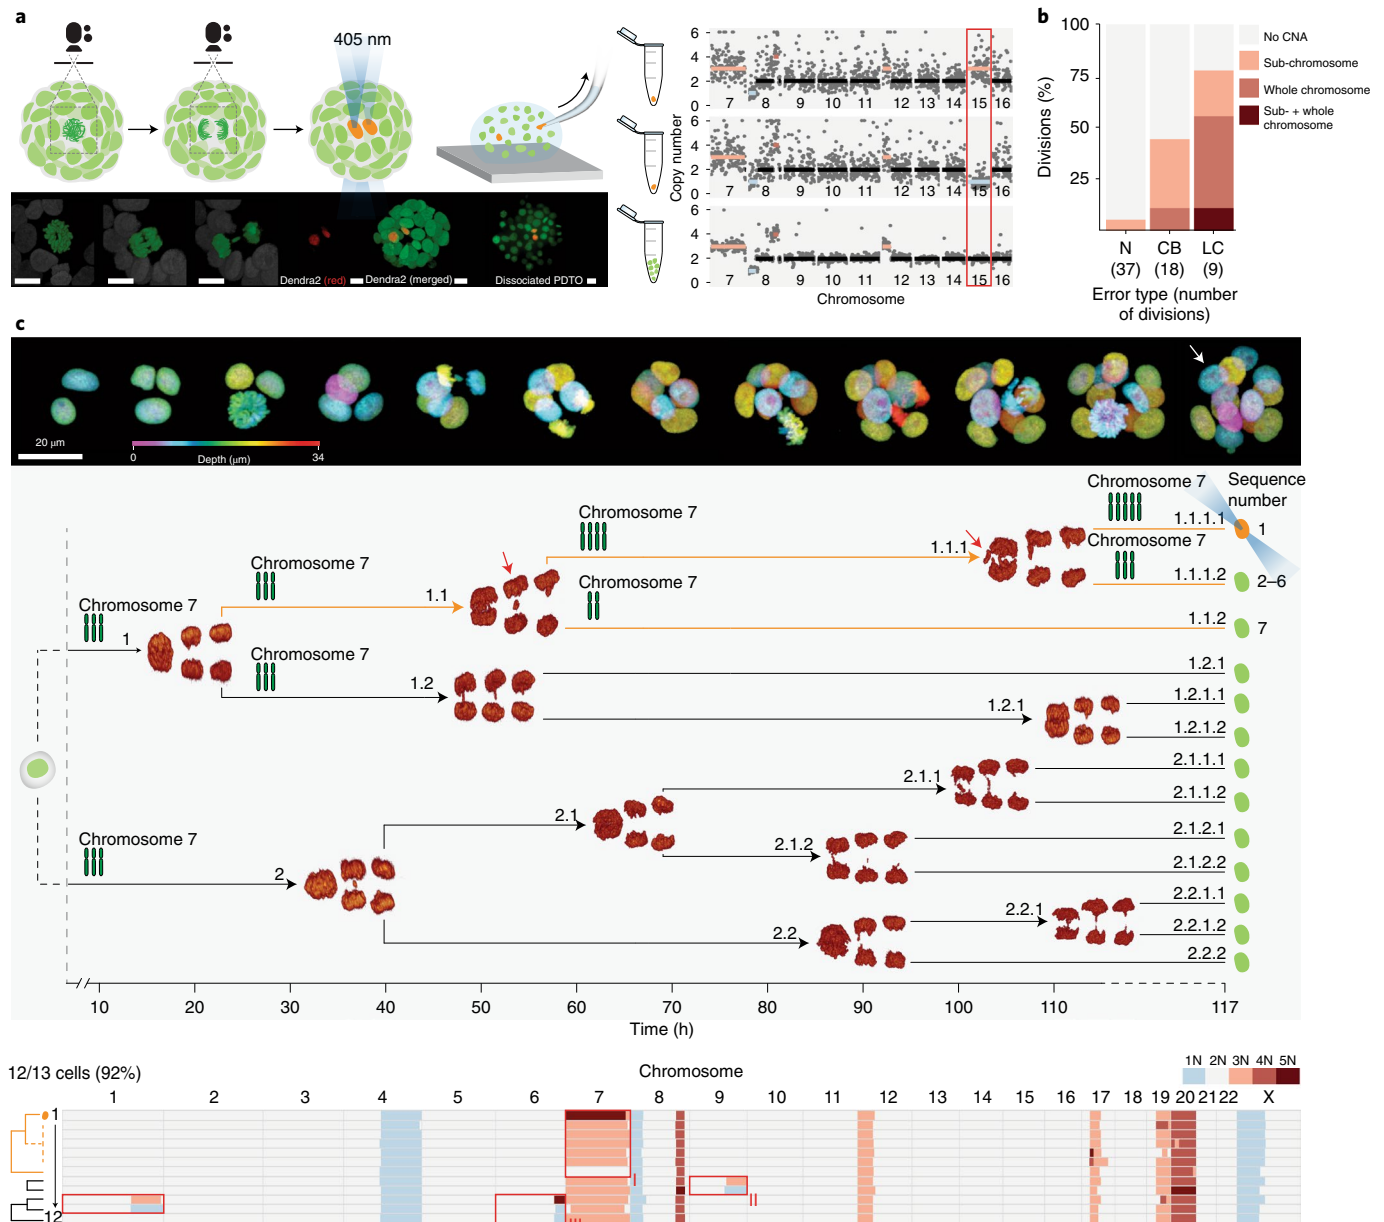 a
405 nm
Dendra2 (red)
Dendra2 (merged)
Dissociated PDTO
Copy number
6
4
2
0
7 8 9 10 11 12 13 14 15 16
6
4
2
0
7 8 9 10 11 12 13 14 15 16
6
4
2
0
7 8 9 10 11 12 13 14 15 16
Chromosome
b
Divisions (%)
100
75
50
25
N CB LC
(37) (18) (9)
Error type (number
of divisions)
No CNA
Sub-chromosome
Whole chromosome
Sub- + whole
chromosome
c
20 µm
0 34
Depth (µm)
Chromosome 7
Sequence
number
1.1.1.1
1
Chromosome 7
Chromosome 7
1.1.1
1.1.1.2
2–6
Chromosome 7
Chromosome 7
1.1
Chromosome 7
1
1.1.2
7
Chromosome 7
1.2
1.2.1
1.2.1.1
1.2.1
1.2.1.2
2.1.1.1
2.1.1
2.1.1.2
2.1
2.1.2.1
Chromosome 7
2.1.2
2.1.2.2
2
2.2.1.1
2.2.1
2.2.1.2
2.2
2.2.2
10 20 30 40 50 60 70 80 90 100 110 117
Time (h)
12/13 cells (92%)
Chromosome
1N 2N 3N 4N 5N
1 2 3 4 5 6 7 8 9 10 11 12 13 14 15 16 17 18 19 20 21 22 X
1
12